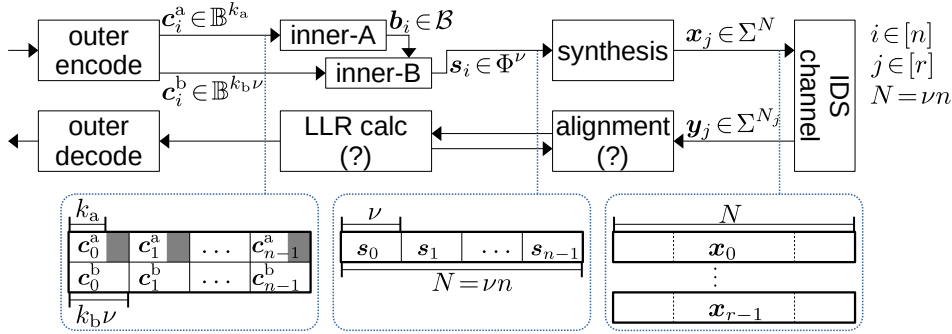 outer encode
c_i^a ∈ 𝔹^{k_a}
c_i^b ∈ 𝔹^{k_b ν}
inner-A
b_i ∈ ℬ
inner-B
s_i ∈ Φ^ν
synthesis
x_j ∈ Σ^N
IDS channel
i ∈ [n]
j ∈ [r]
N = νn
outer decode
LLR calc (?)
alignment (?)
y_j ∈ Σ^{N_j}
k_a
c_0^a c_1^a ... c_{n-1}^a
c_0^b c_1^b ... c_{n-1}^b
k_b ν
ν
s_0 s_1 ... s_{n-1}
N = νn
N
x_0
⋮
x_{r-1}